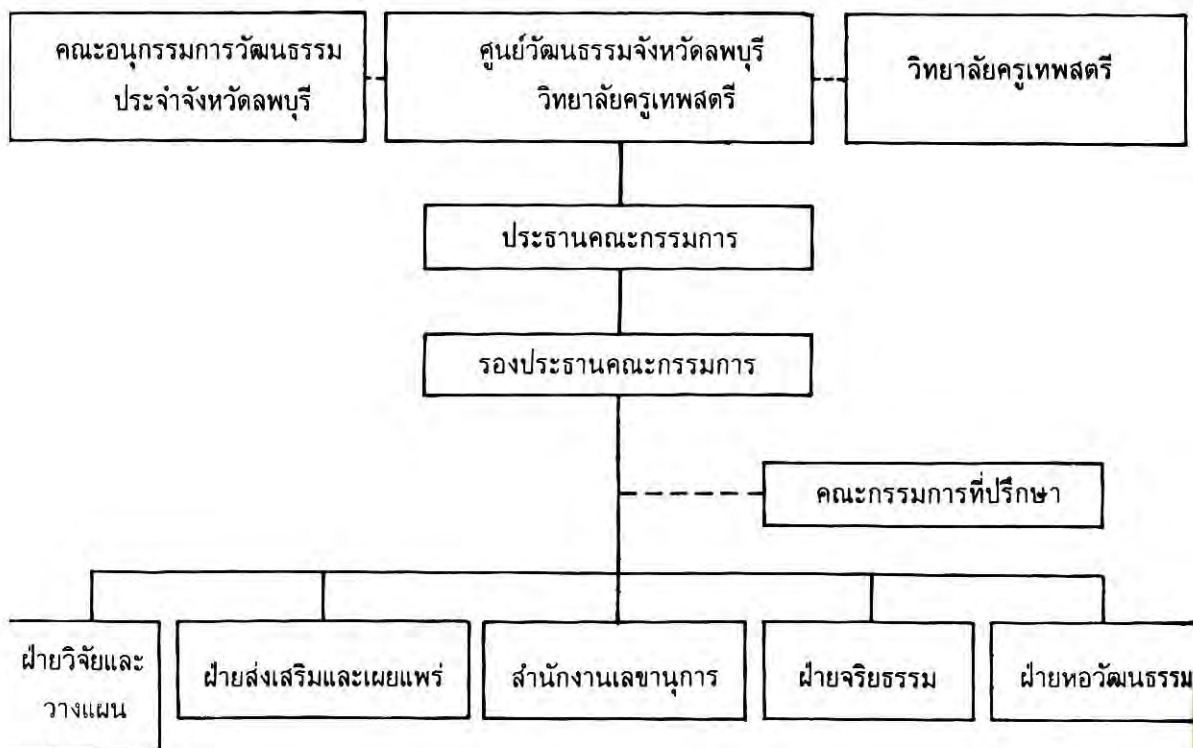 คณะอนุกรรมการวัฒนธรรม
ประจำจังหวัดลพบุรี
ศูนย์วัฒนธรรมจังหวัดลพบุรี
วิทยาลัยครูเทพสตรี
วิทยาลัยครูเทพสตรี
ประธานคณะกรรมการ
รองประธานคณะกรรมการ
คณะกรรมการที่ปรึกษา
ฝ่ายวิจัยและ
วางแผน
ฝ่ายส่งเสริมและเผยแพร่
สำนักงานเลขานุการ
ฝ่ายจริยธรรม
ฝ่ายหอวัฒนธรรม